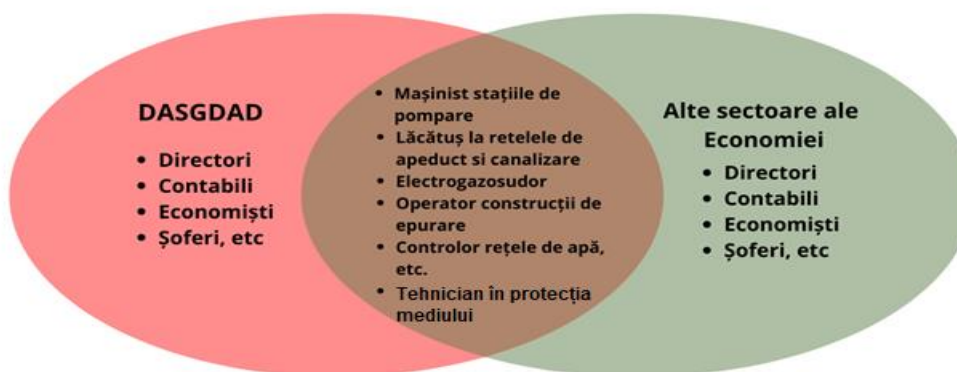 DASGDAD
• Directori
• Contabili
• Economiști
• Șoferi, etc
• Mașinist stațiile de
pompare
• Lăcătuș la retelele de
apeduct si canalizare
• Electrogazosudor
• Operator construcții de
epurare
• Controlor rețele de apă,
etc.
• Tehnician în protecția
mediului
Alte sectoare ale
Economiei
• Directori
• Contabili
• Economiști
• Șoferi, etc